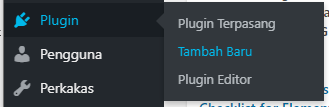 Plugin
Pengguna
Perkakas
Plugin Terpasang
Tambah Baru
Plugin Editor